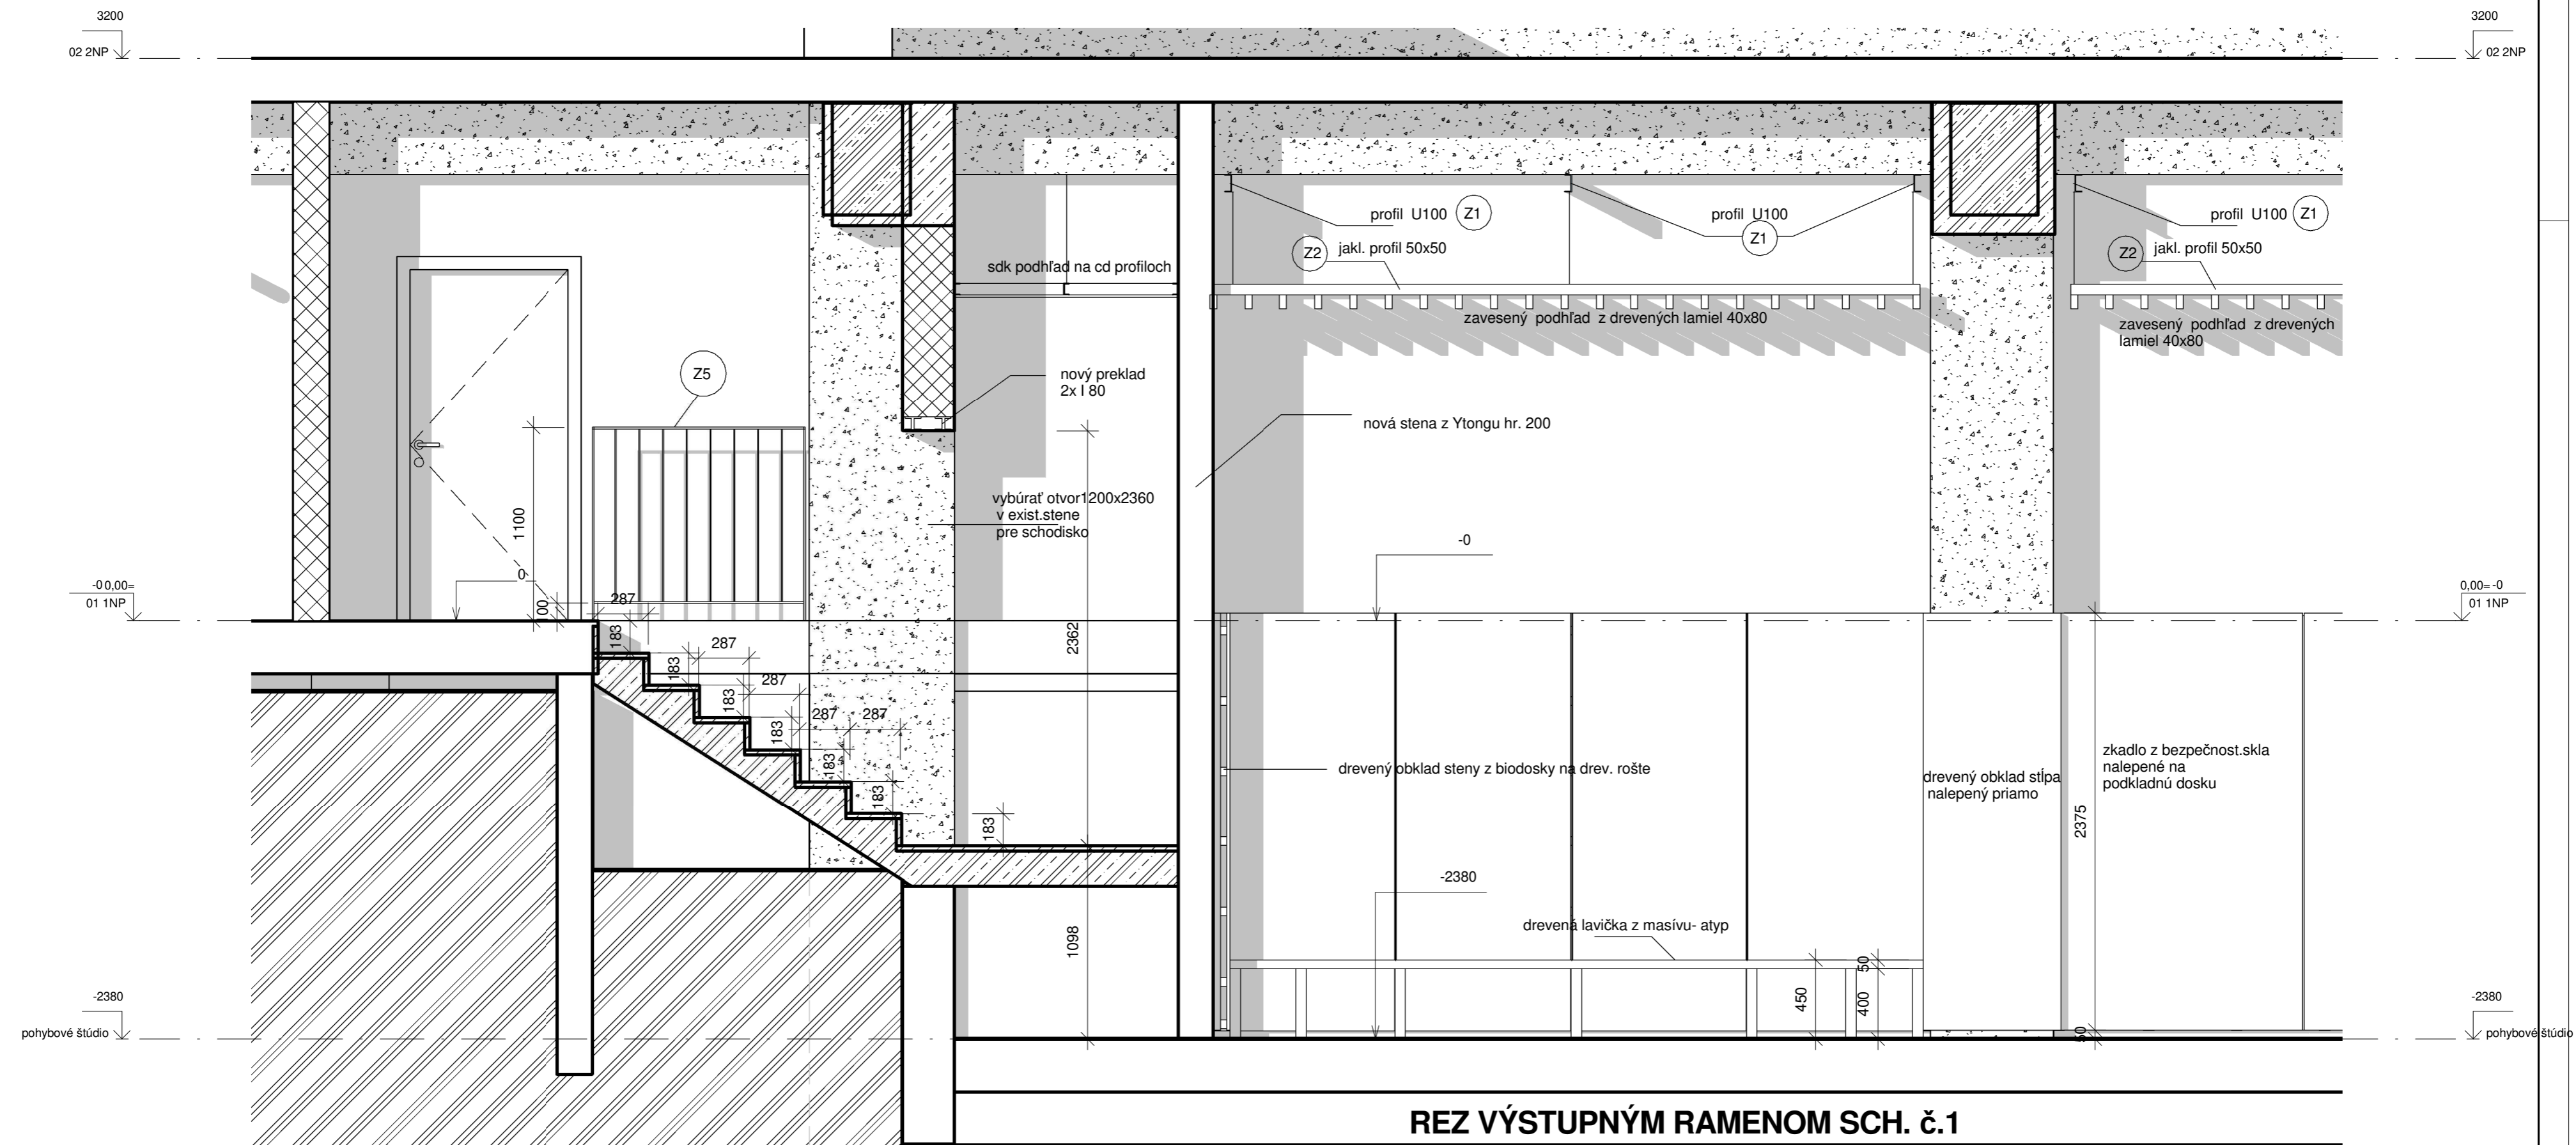 3200
02 2NP
3200
02 2NP
profil U100
Z1
profil U100
Z1
profil U100
Z1
Z2
jakl. profil 50x50
Z2
jakl. profil 50x50
sdk podhľad na cd profiloch
zavesený podhľad z drevených lamiel 40x80
zavesený podhľad z drevených
lamiel 40x80
Z5
nový preklad
2x I 80
nová stena z Ytongu hr. 200
vybúrať otvor1200x2360
v exist.stene
pre schodisko
1100
0
100
-0
-0 0,00=
01 1NP
0,00= -0
01 1NP
287
183
287
183
287
183
287
287
183
183
183
183
2362
zkadlo z bezpečnost.skla
nalepené na
podkladnú dosku
drevený obklad steny z biodosky na drev. rošte
drevený obklad stĺpa
nalepený priamo
2375
-2380
drevená lavička z masívu- atyp
1098
450
50
400
50
-2380
pohybové štúdio
-2380
pohybové štúdio
REZ VÝSTUPNÝM RAMENOM SCH. č.1